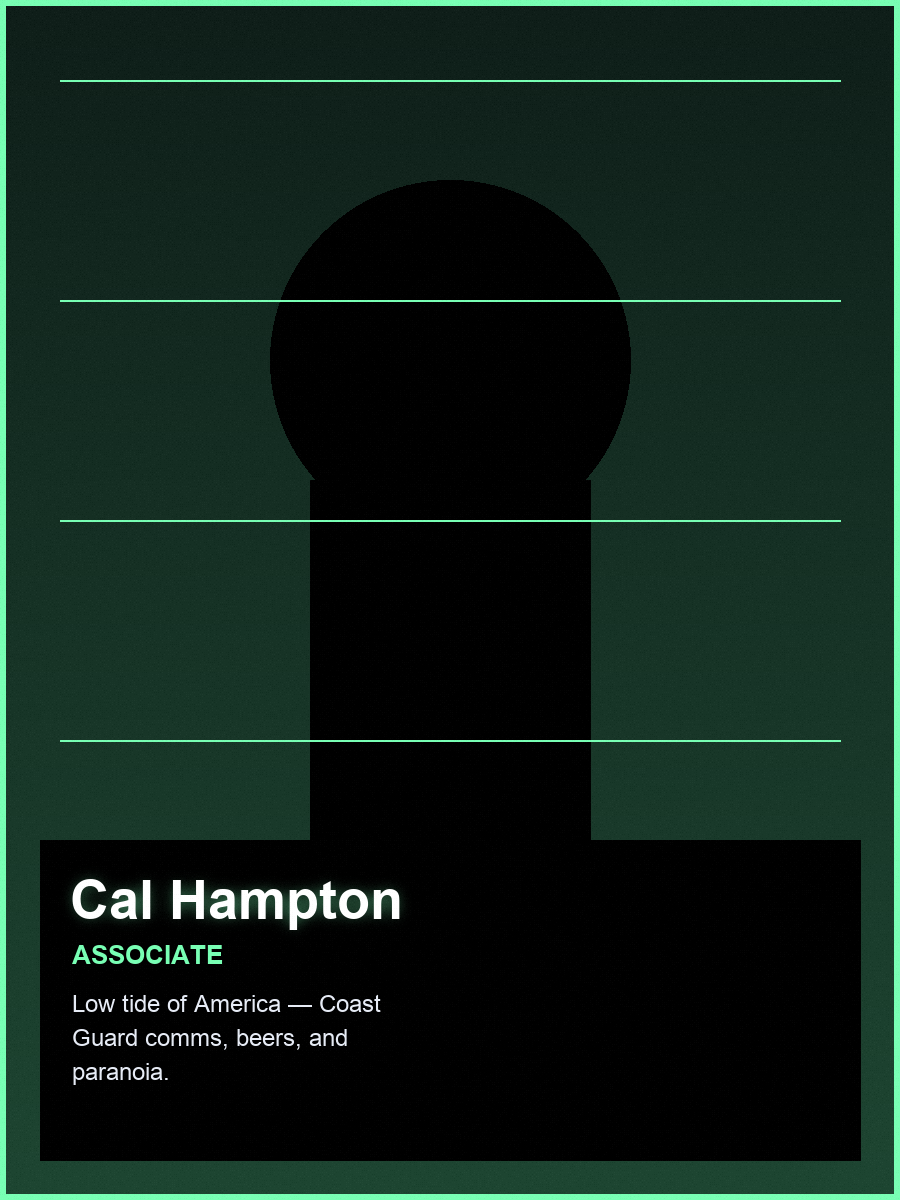 Cal Hampton
ASSOCIATE
Low tide of America — Coast
Guard comms, beers, and
paranoia.